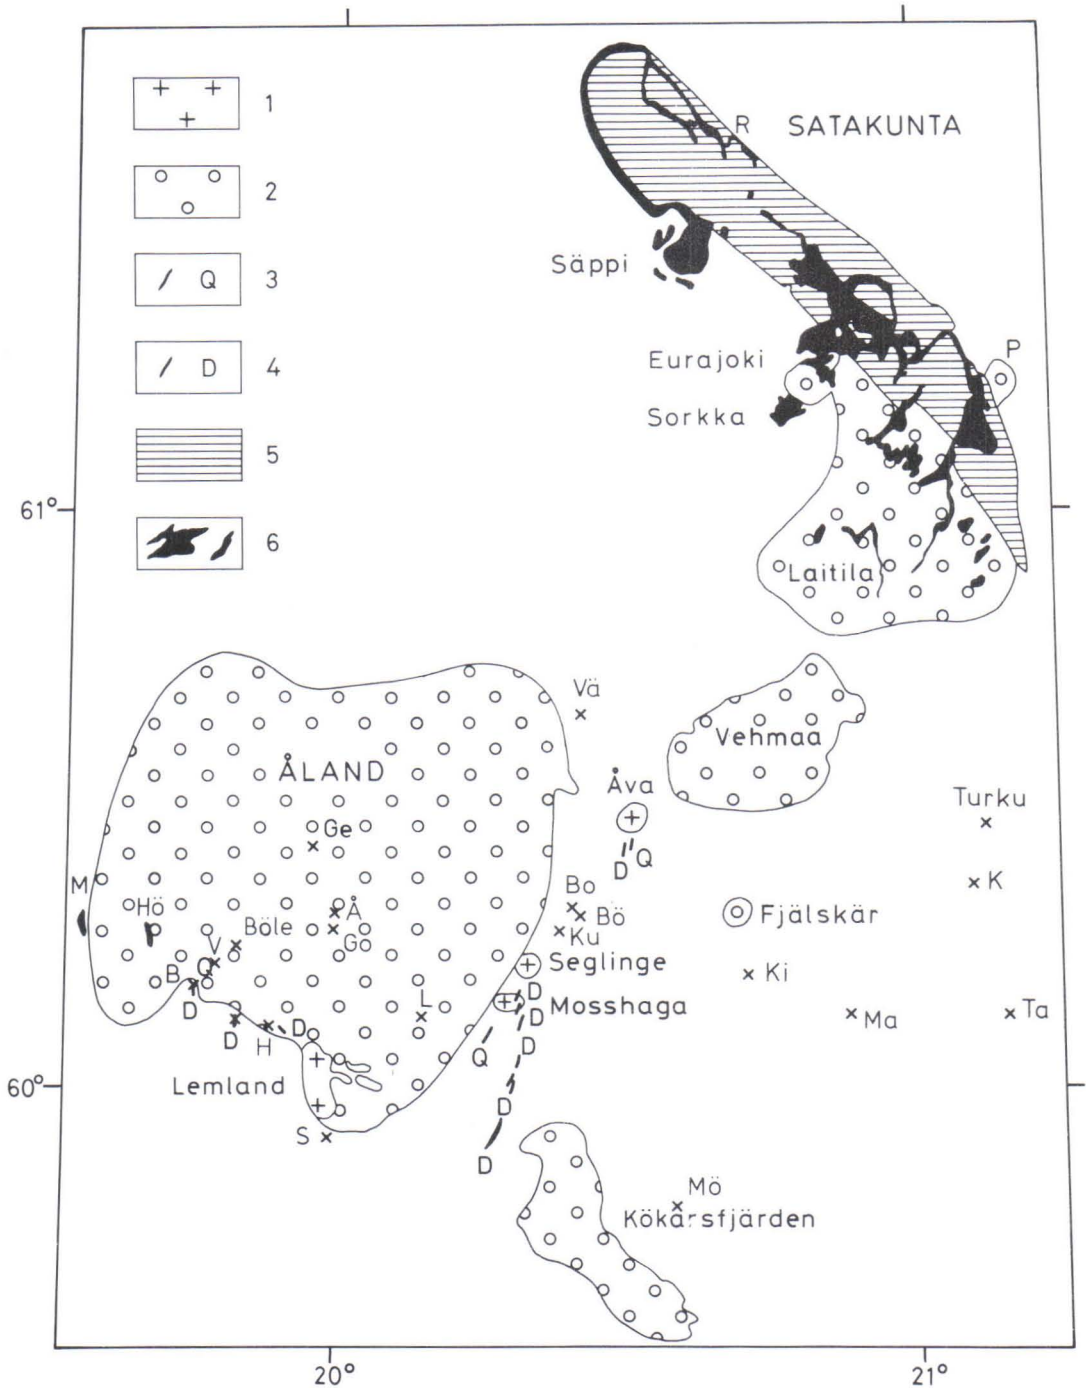 1
R SATAKUNTA
2
Säppi
3
Q
4
D
Eurajoki
P
Sorkka
5
61°
6
Laitila
Vä
Vehmaa
ÅLAND
Åva
Turku
Ge
D Q
M
K
Bo
Hö
Å
Bö
Fjälskär
Böle
Gö
Ku
V
Q
Seglinge
B
Ki
D
L
D
Mosshaga
D
D
Ma
Ta
D
H
D
Q
60°
Lemland
D
S
D
Mö
Kökarsfjärden
20°
21°